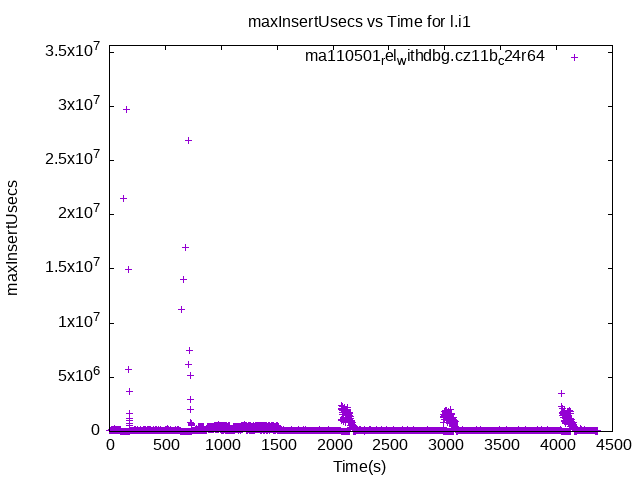 maxInsertUsecs vs Time for l.i1
ma110501_rel_withdbg.cz11b_c24r64
3.5x10^7
3x10^7
2.5x10^7
2x10^7
1.5x10^7
1x10^7
5x10^6
0
maxInsertUsecs
0 500 1000 1500 2000 2500 3000 3500 4000 4500
Time(s)